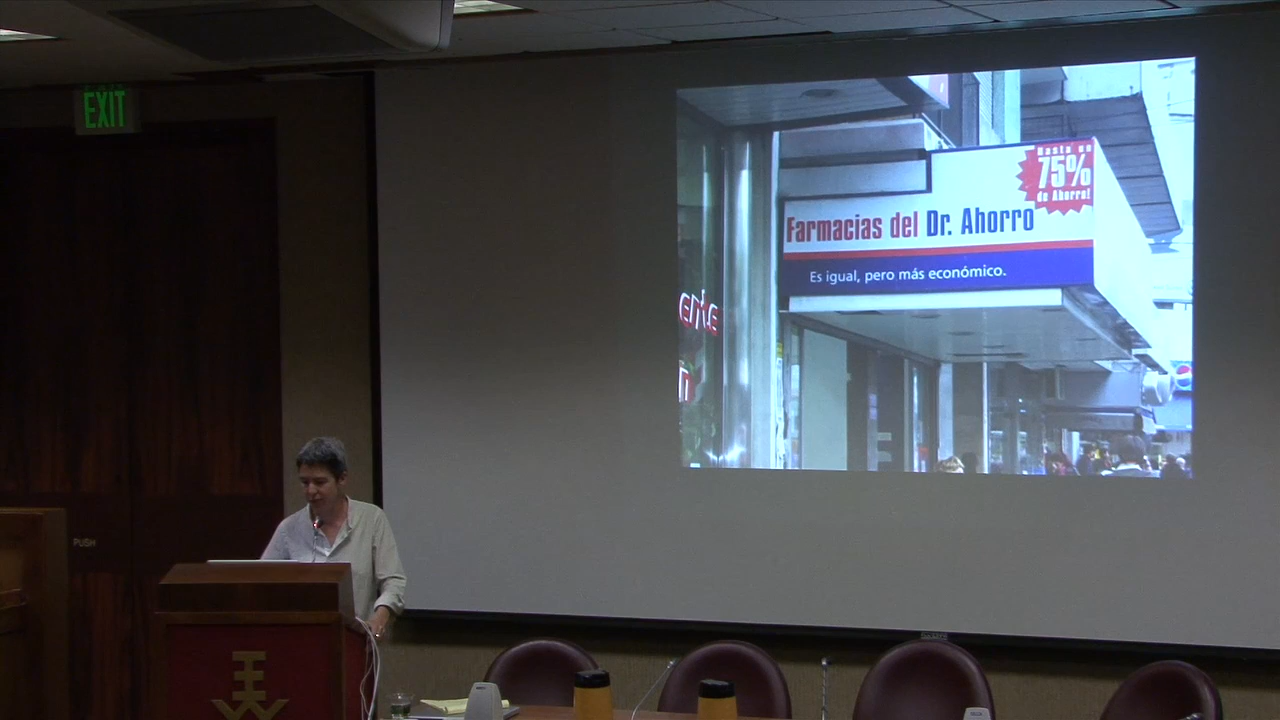 EXIT
Hasta un
75%
de Ahorro!
Farmacias del Dr. Ahorro
Es igual, pero más económico.
PUSH